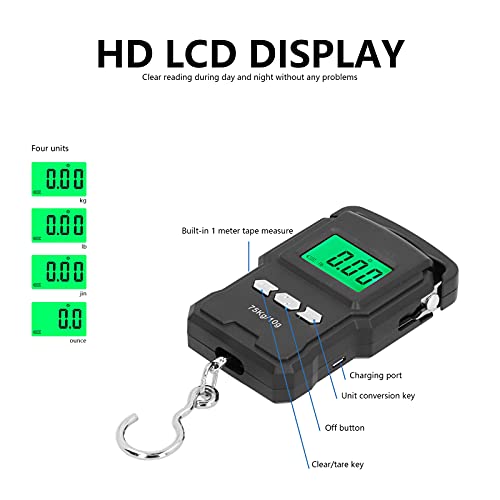 HD LCD DISPLAY
Clear reading during day and night without any problems
Four units
0.00
kg
0.00
lb
0.00
jin
0.0
ounce
Built-in 1 meter tape measure
0.00
75Kg/10g
Charging port
Unit conversion key
Off button
Clear/tare key